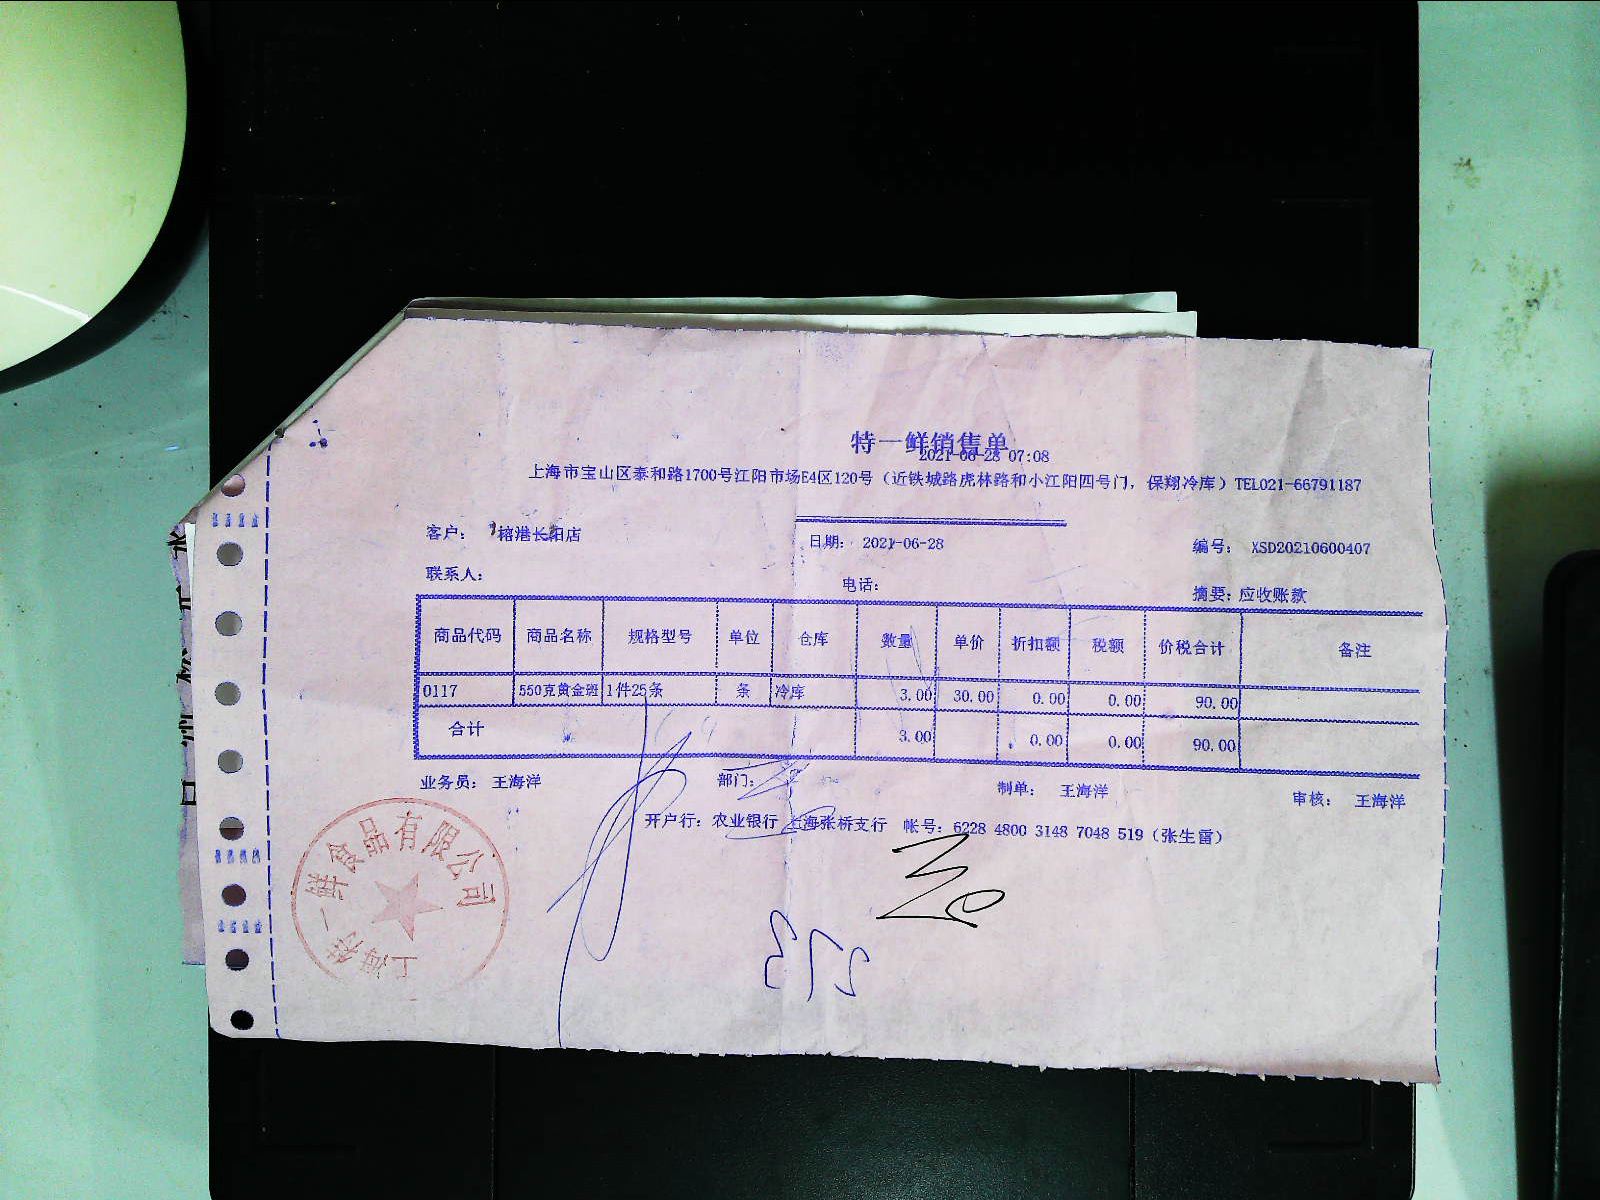 特一鲜销售单
2021-06-28 07:08
上海市宝山区泰和路1700号江阳市场E4区120号（近铁城路虎林路和小江阳四号门，保翔冷库）TEL021-66791187
客户： 榕港长阳店 日期： 2021-06-28 编号： XSD20210600407
联系人： 电话： 摘要：应收账款
商品代码 商品名称 规格型号 单位 仓库 数量 单价 折扣额 税额 价税合计 备注
0117 550克黄金斑 1件25条 条 冷库 3.00 30.00 0.00 0.00 90.00
合计 3.00 0.00 0.00 90.00
业务员： 王海洋 部门： 制单： 王海洋 审核： 王海洋
开户行：农业银行 上海张桥支行 帐号：6228 4800 3148 7048 519（张生雷）
上海特一鲜食品有限公司